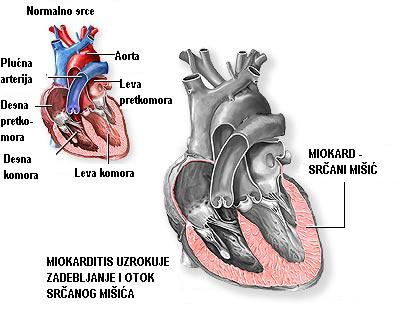 Normalno srce
Plućna
arterija
Aorta
Leva
pretkomora
Desna
pretko-
mora
Desna
komora
Leva komora
MIOKARD -
SRČANI MIŠIĆ
MIOKARDITIS UZROKUJE
ZADEBLJANJE I OTOK
SRČANOG MIŠIĆA